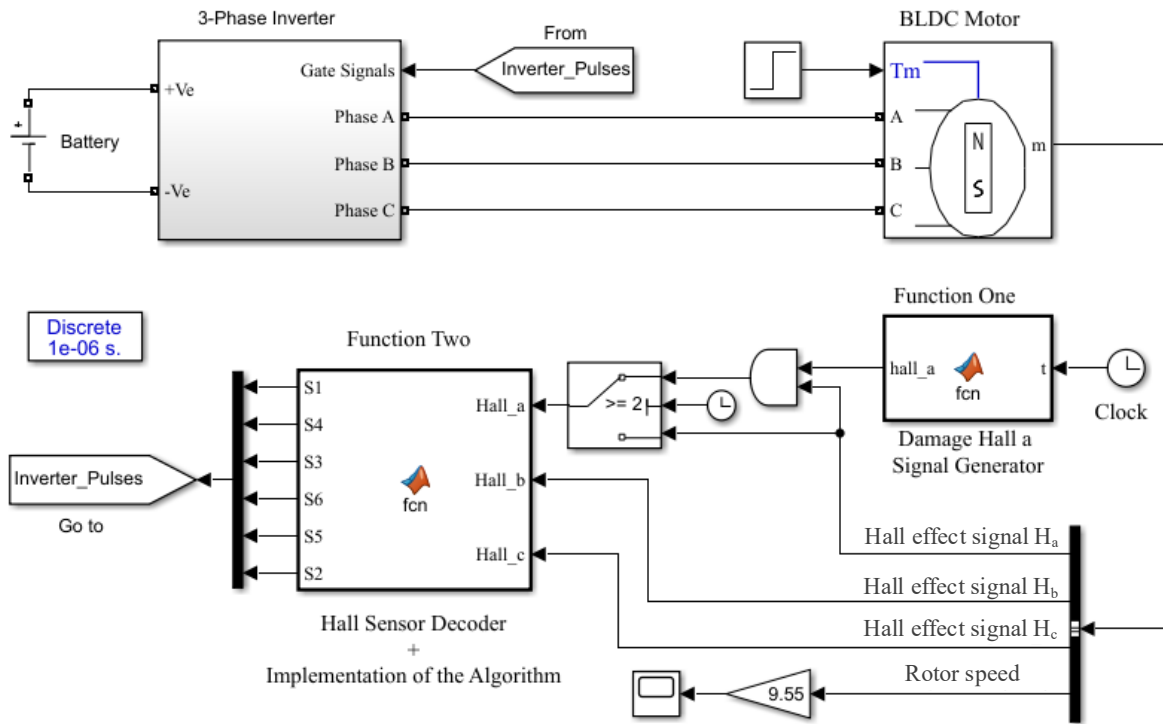 3-Phase Inverter
From
BLDC Motor
Gate Signals
Inverter_Pulses
Tm
+Ve
Phase A
A
+
Battery
N
m
Phase B
B
S
-Ve
Phase C
C
Function One
Discrete
1e-06 s.
Function Two
hall_a
fcn
t
Clock
Damage Hall a
Signal Generator
S1
S4
S3
S6
S5
S2
Hall_a
Hall_b
Hall_c
fcn
>= 2
Inverter_Pulses
Go to
Hall effect signal Ha
Hall effect signal Hb
Hall effect signal Hc
Rotor speed
9.55
Hall Sensor Decoder
+
Implementation of the Algorithm